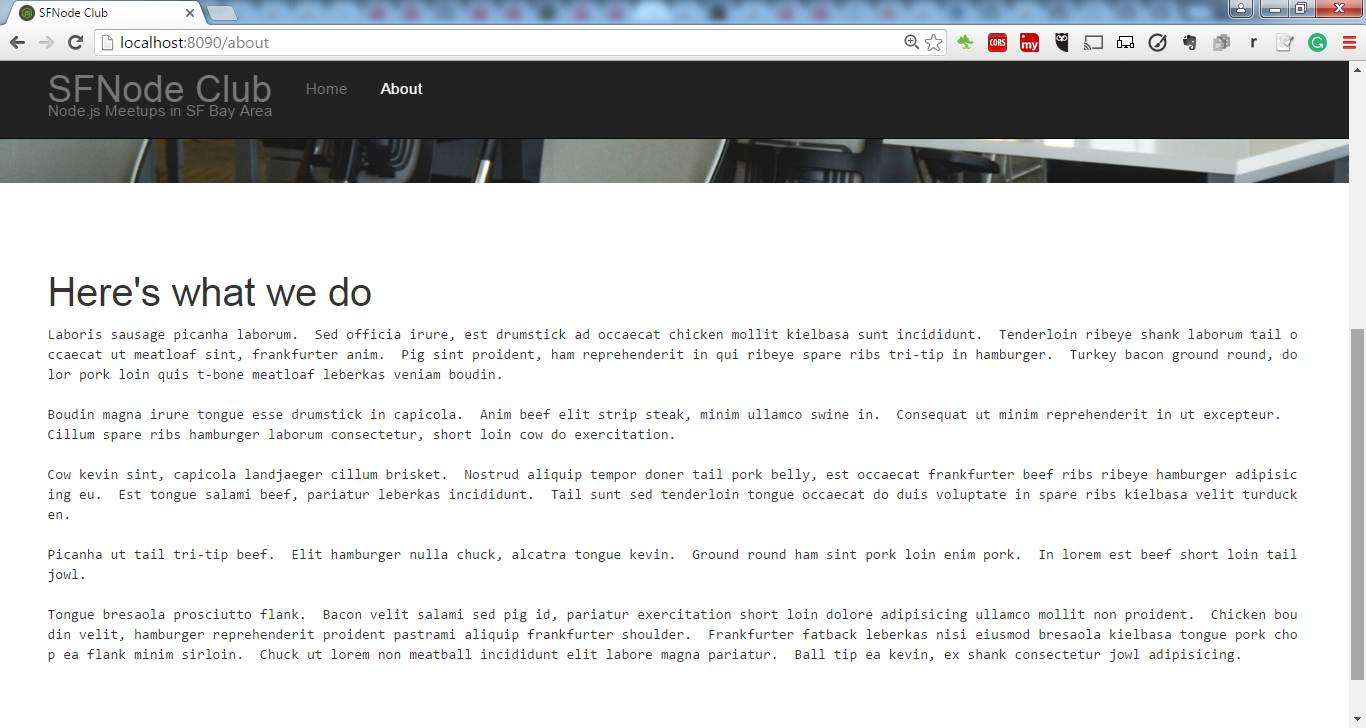 SFNode Club
localhost:8090/about
CORS
my
r
SFNode Club
Home
About
Node.js Meetups in SF Bay Area
Here's what we do
Laboris sausage picanha laborum.  Sed officia irure, est drumstick ad occaecat chicken mollit kielbasa sunt incididunt.  Tenderloin ribeye shank laborum tail o
ccaecat ut meatloaf sint, frankfurter anim.  Pig sint proident, ham reprehenderit in qui ribeye spare ribs tri-tip in hamburger.  Turkey bacon ground round, do
lor pork loin quis t-bone meatloaf leberkas veniam boudin.
Boudin magna irure tongue esse drumstick in capicola.  Anim beef elit strip steak, minim ullamco swine in.  Consequat ut minim reprehenderit in ut excepteur.
Cillum spare ribs hamburger laborum consectetur, short loin cow do exercitation.
Cow kevin sint, capicola landjaeger cillum brisket.  Nostrud aliquip tempor doner tail pork belly, est occaecat frankfurter beef ribs ribeye hamburger adipisic
ing eu.  Est tongue salami beef, pariatur leberkas incididunt.  Tail sunt sed tenderloin tongue occaecat do duis voluptate in spare ribs kielbasa velit turduck
en.
Picanha ut tail tri-tip beef.  Elit hamburger nulla chuck, alcatra tongue kevin.  Ground round ham sint pork loin enim pork.  In lorem est beef short loin tail
jowl.
Tongue bresaola prosciutto flank.  Bacon velit salami sed pig id, pariatur exercitation short loin dolore adipisicing ullamco mollit non proident.  Chicken bou
din velit, hamburger reprehenderit proident pastrami aliquip frankfurter shoulder.  Frankfurter fatback leberkas nisi eiusmod bresaola kielbasa tongue pork cho
p ea flank minim sirloin.  Chuck ut lorem non meatball incididunt elit labore magna pariatur.  Ball tip ea kevin, ex shank consectetur jowl adipisicing.